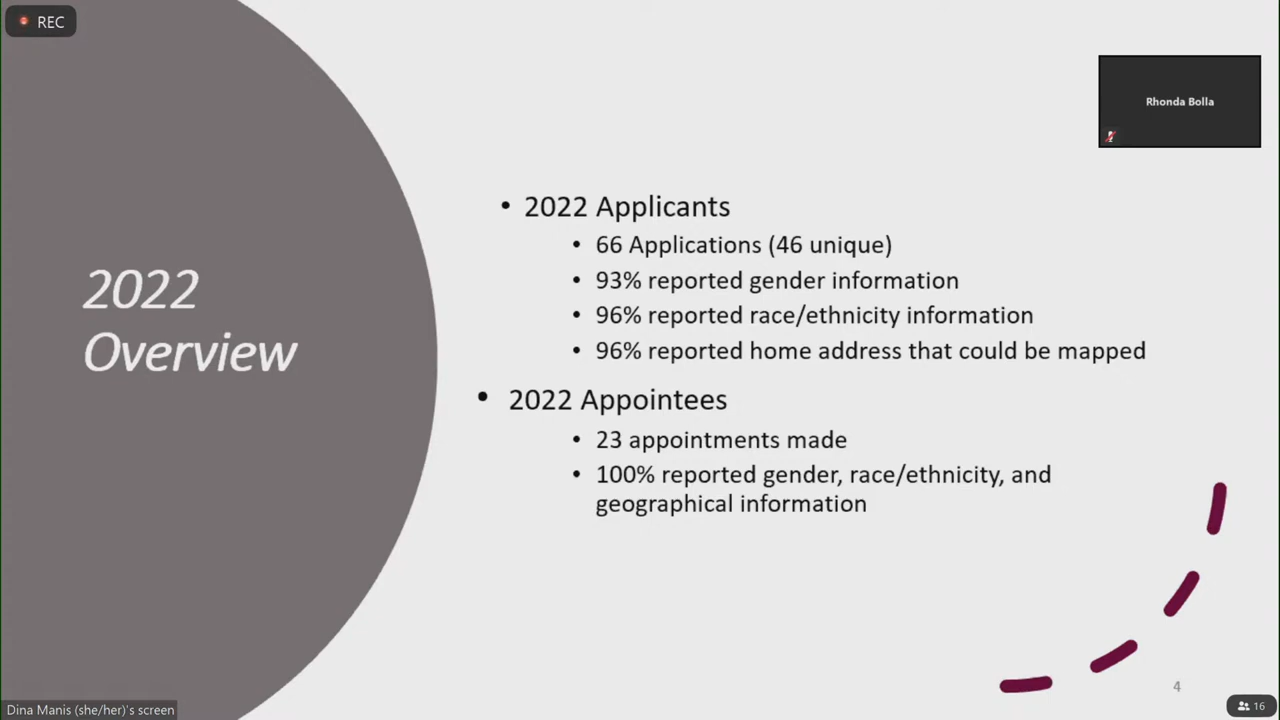 REC
Rhonda Bolla
2022
Overview
• 2022 Applicants
• 66 Applications (46 unique)
• 93% reported gender information
• 96% reported race/ethnicity information
• 96% reported home address that could be mapped
• 2022 Appointees
• 23 appointments made
• 100% reported gender, race/ethnicity, and
geographical information
4
Dina Manis (she/her)'s screen
16